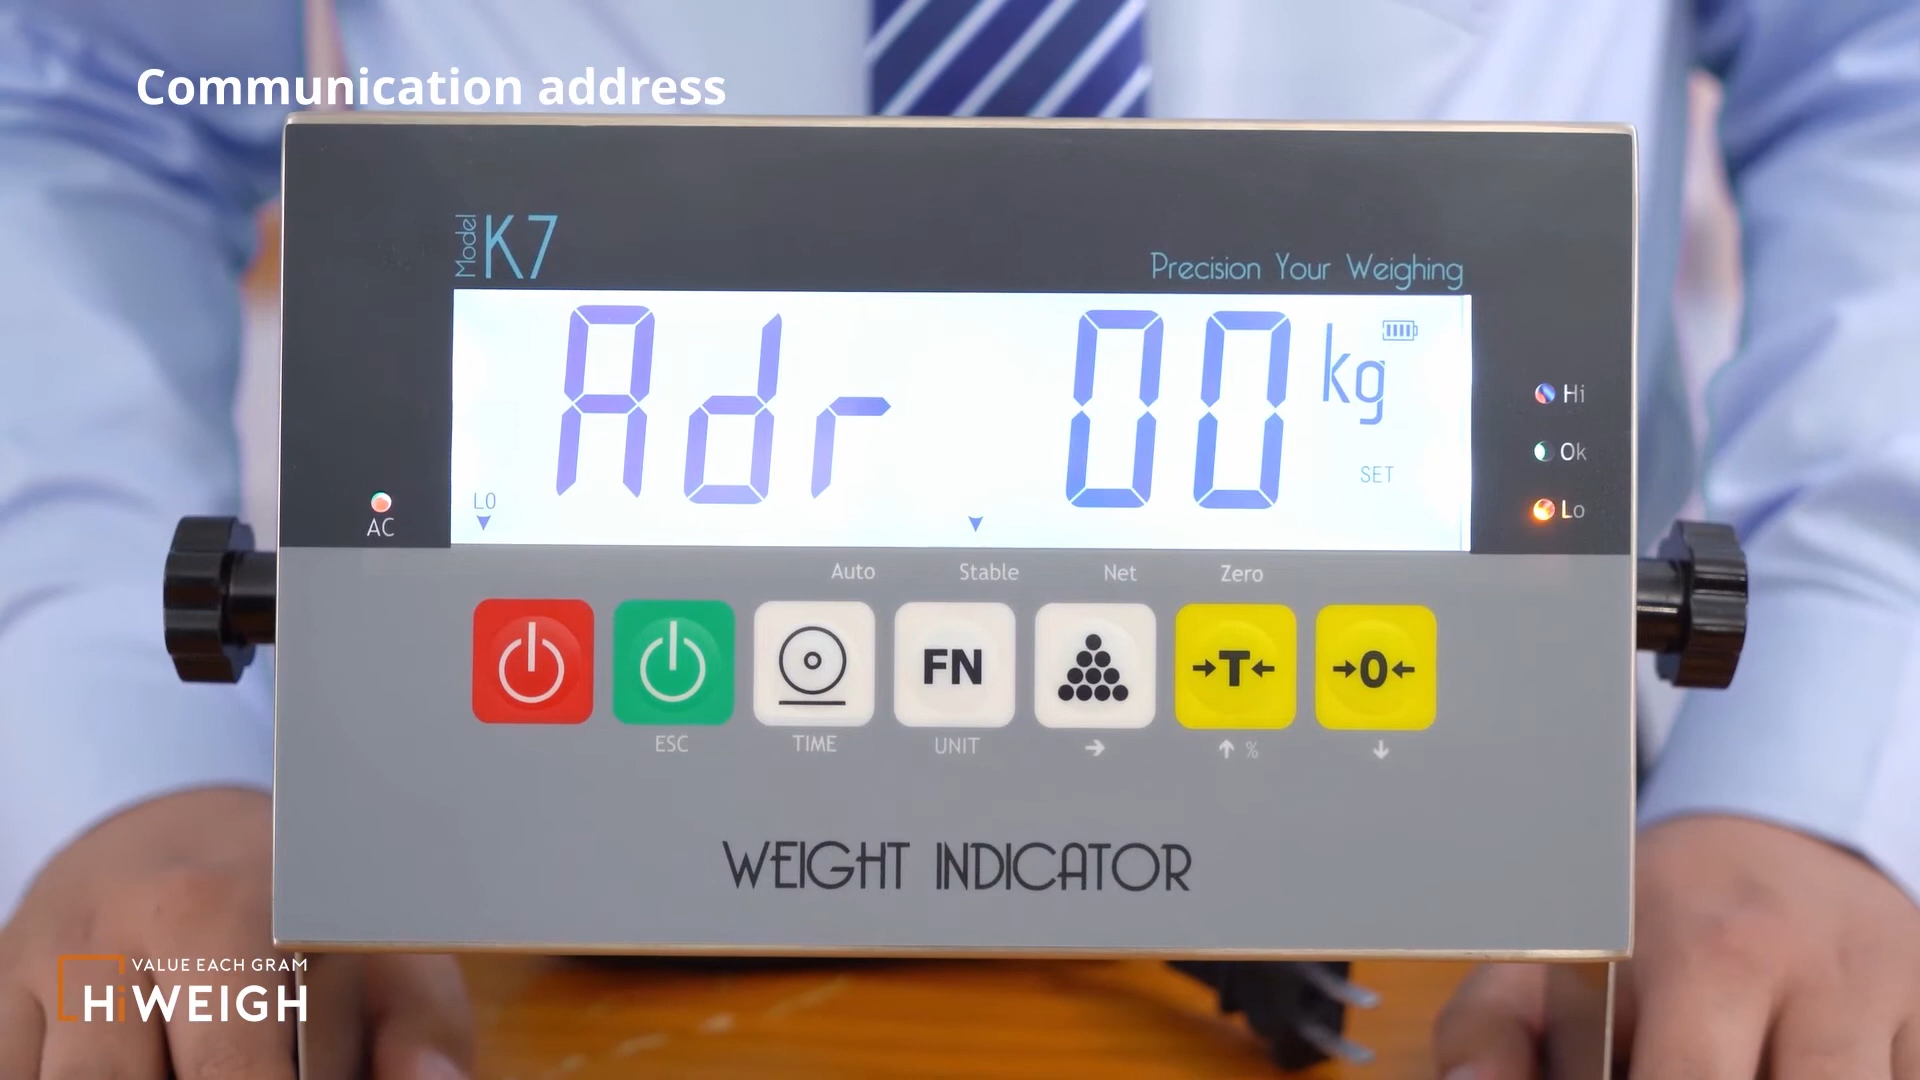 Communication address
Model K7
Precision Your Weighing
Adr 00 kg
Hi
Ok
SET
LO
Lo
AC
Auto Stable Net Zero
FN →T← →0←
ESC TIME UNIT → ↑ % ↓
WEIGHT INDICATOR
VALUE EACH GRAM
HiWEIGH